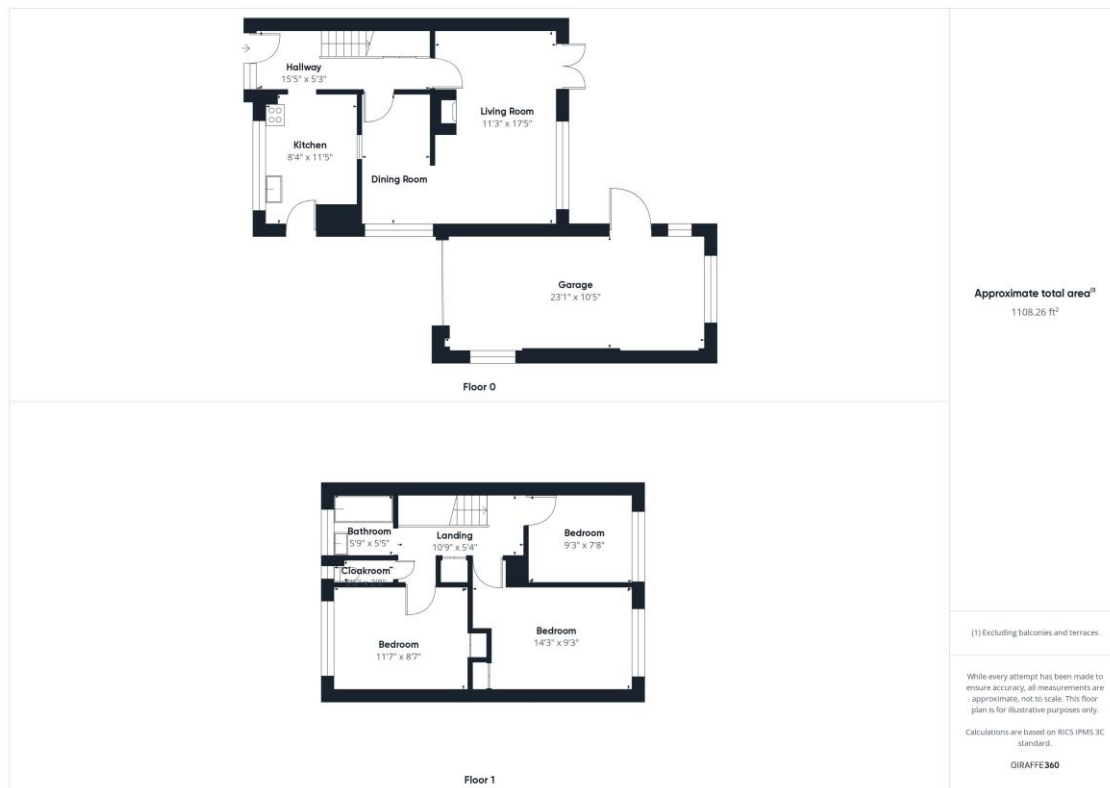 Hallway
15'5" x 5'3"
Living Room
11'3" x 17'5"
Kitchen
8'4" x 11'5"
Dining Room
Garage
23'1" x 10'5"
Floor 0
Bathroom
5'9" x 5'5"
Landing
10'9" x 5'4"
Bedroom
9'3" x 7'8"
Cloakroom
Bedroom
11'7" x 8'7"
Bedroom
14'3" x 9'3"
Floor 1
Approximate total area(1)
1108.26 ft²
(1) Excluding balconies and terraces
While every attempt has been made to
ensure accuracy, all measurements are
approximate, not to scale. This floor
plan is for illustrative purposes only.
Calculations are based on RICS IPMS 3C
standard.
GIRAFFE360